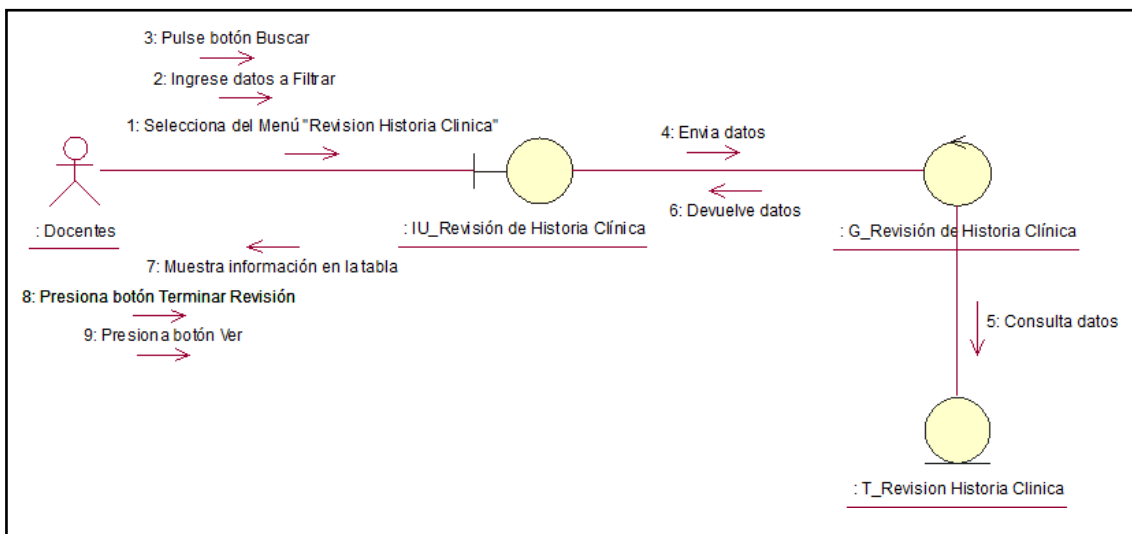 3: Pulse botón Buscar
2: Ingrese datos a Filtrar
1: Selecciona del Menú "Revision Historia Clinica"
4: Envia datos
6: Devuelve datos
: Docentes
: IU_Revisión de Historia Clínica
: G_Revisión de Historia Clínica
7: Muestra información en la tabla
8: Presiona botón Terminar Revisión
9: Presiona botón Ver
5: Consulta datos
: T_Revision Historia Clinica